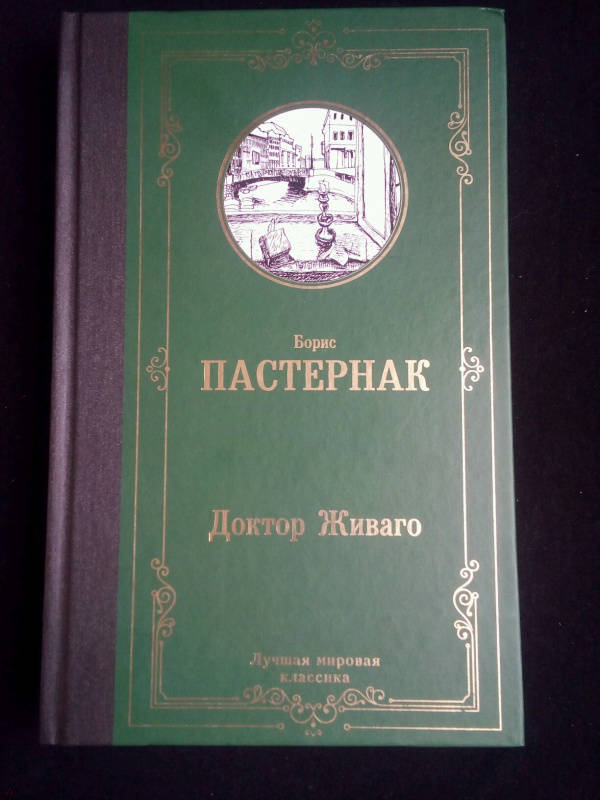 Борис
ПАСТЕРНАК
Доктор Живаго
Лучшая мировая
классика